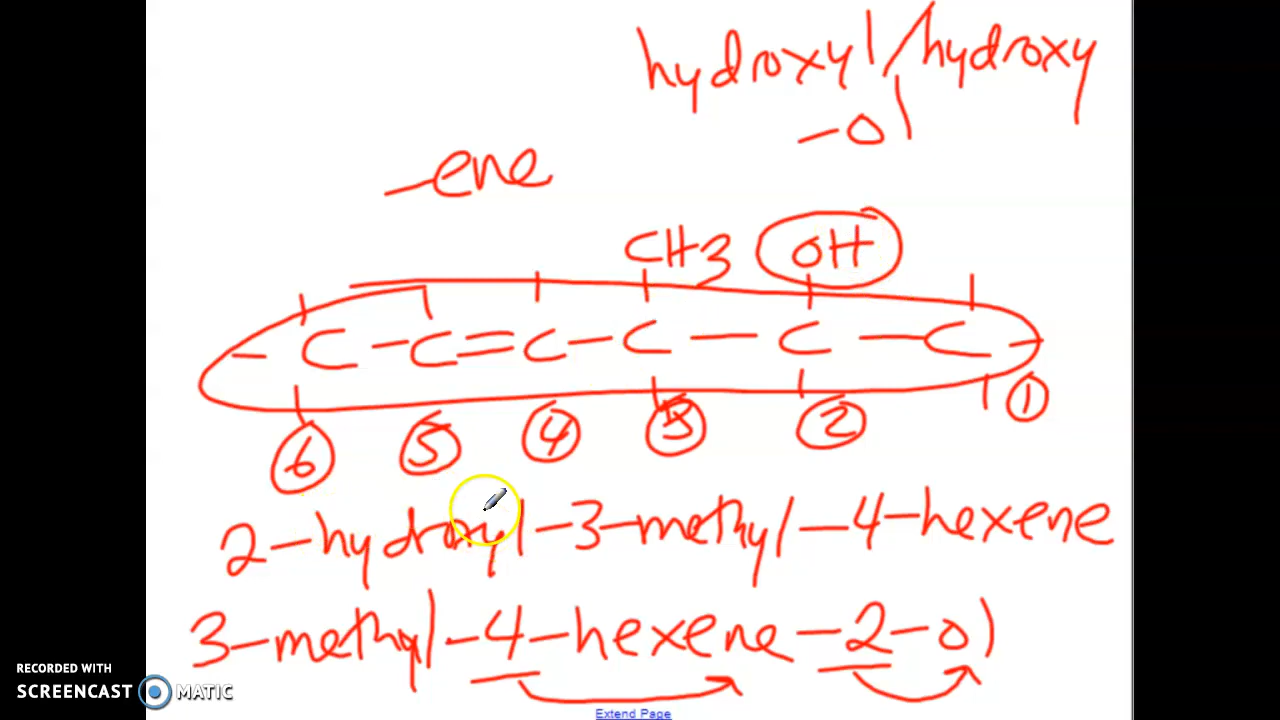 hydroxyl/hydroxy
-ol
-ene
CH3 OH
- C - C = C - C - C - C -
6 5 4 3 2 1
2-hydroxyl-3-methyl-4-hexene
3-methyl-4-hexene-2-ol
RECORDED WITH
SCREENCAST MATIC
Extend Page